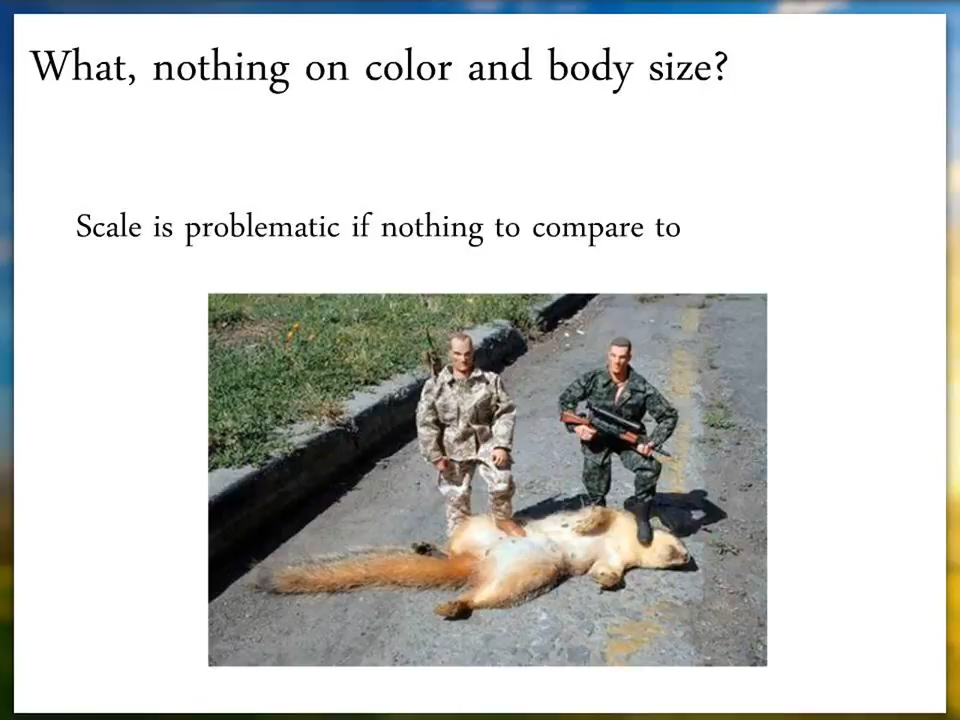 What, nothing on color and body size?
Scale is problematic if nothing to compare to